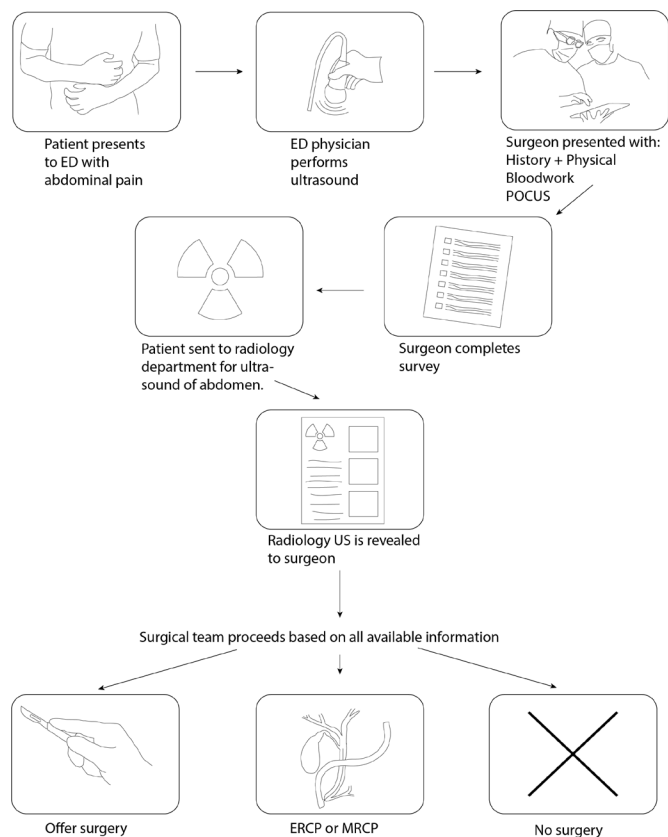 Patient presents
to ED with
abdominal pain
ED physician
performs
ultrasound
Surgeon presented with:
History + Physical
Bloodwork
POCUS
Patient sent to radiology
department for ultra-
sound of abdomen.
Surgeon completes
survey
Radiology US is revealed
to surgeon
Surgical team proceeds based on all available information
Offer surgery
ERCP or MRCP
No surgery